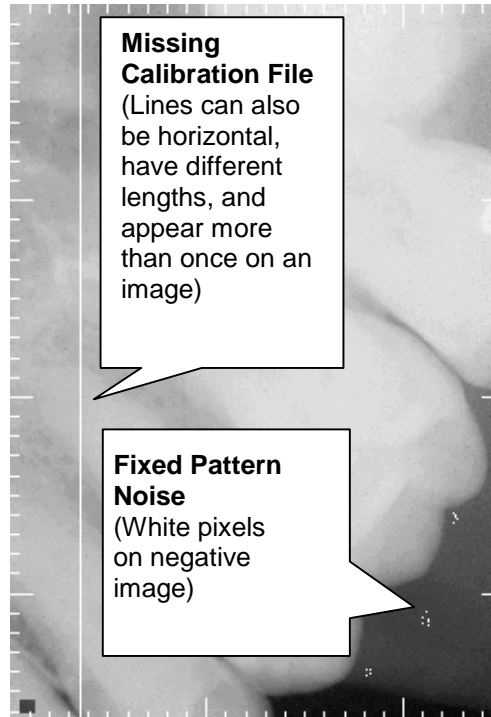 Missing
Calibration File
(Lines can also
be horizontal,
have different
lengths, and
appear more
than once on an
image)
Fixed Pattern
Noise
(White pixels
on negative
image)